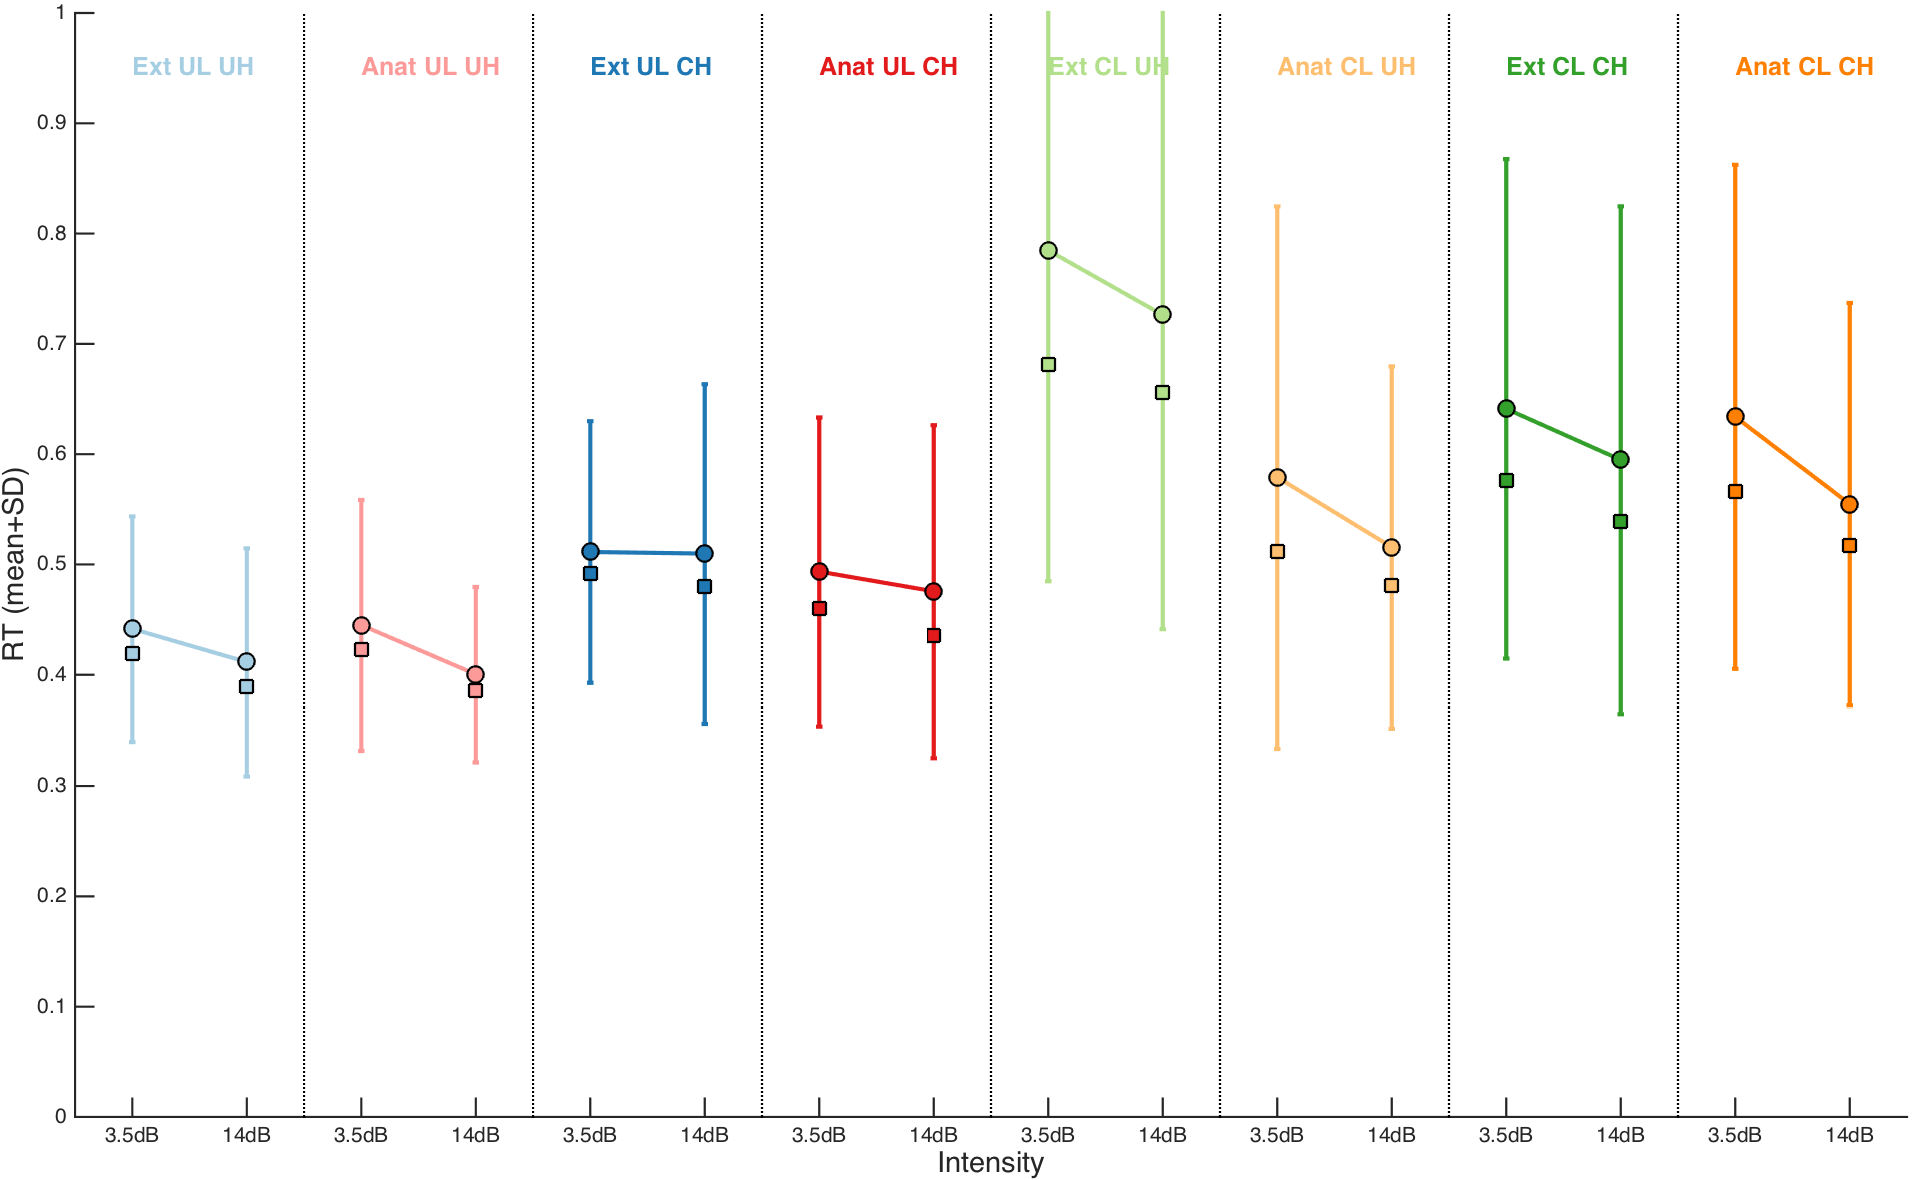 1
Ext UL UH Anat UL UH Ext UL CH Anat UL CH Ext CL UH Anat CL UH Ext CL CH Anat CL CH
0.9
0.8
0.7
0.6
0.5
0.4
0.3
0.2
0.1
0
RT (mean+SD)
3.5dB 14dB 3.5dB 14dB 3.5dB 14dB 3.5dB 14dB 3.5dB 14dB 3.5dB 14dB 3.5dB 14dB 3.5dB 14dB
Intensity